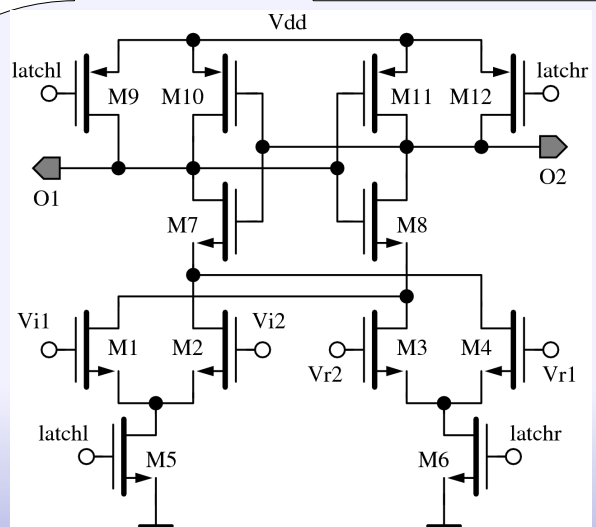 Vdd
latchl
M9
M10
M11
M12
latchr
O1
O2
M7
M8
Vi1
M1
M2
Vi2
Vr2
M3
M4
Vr1
latchl
M5
M6
latchr